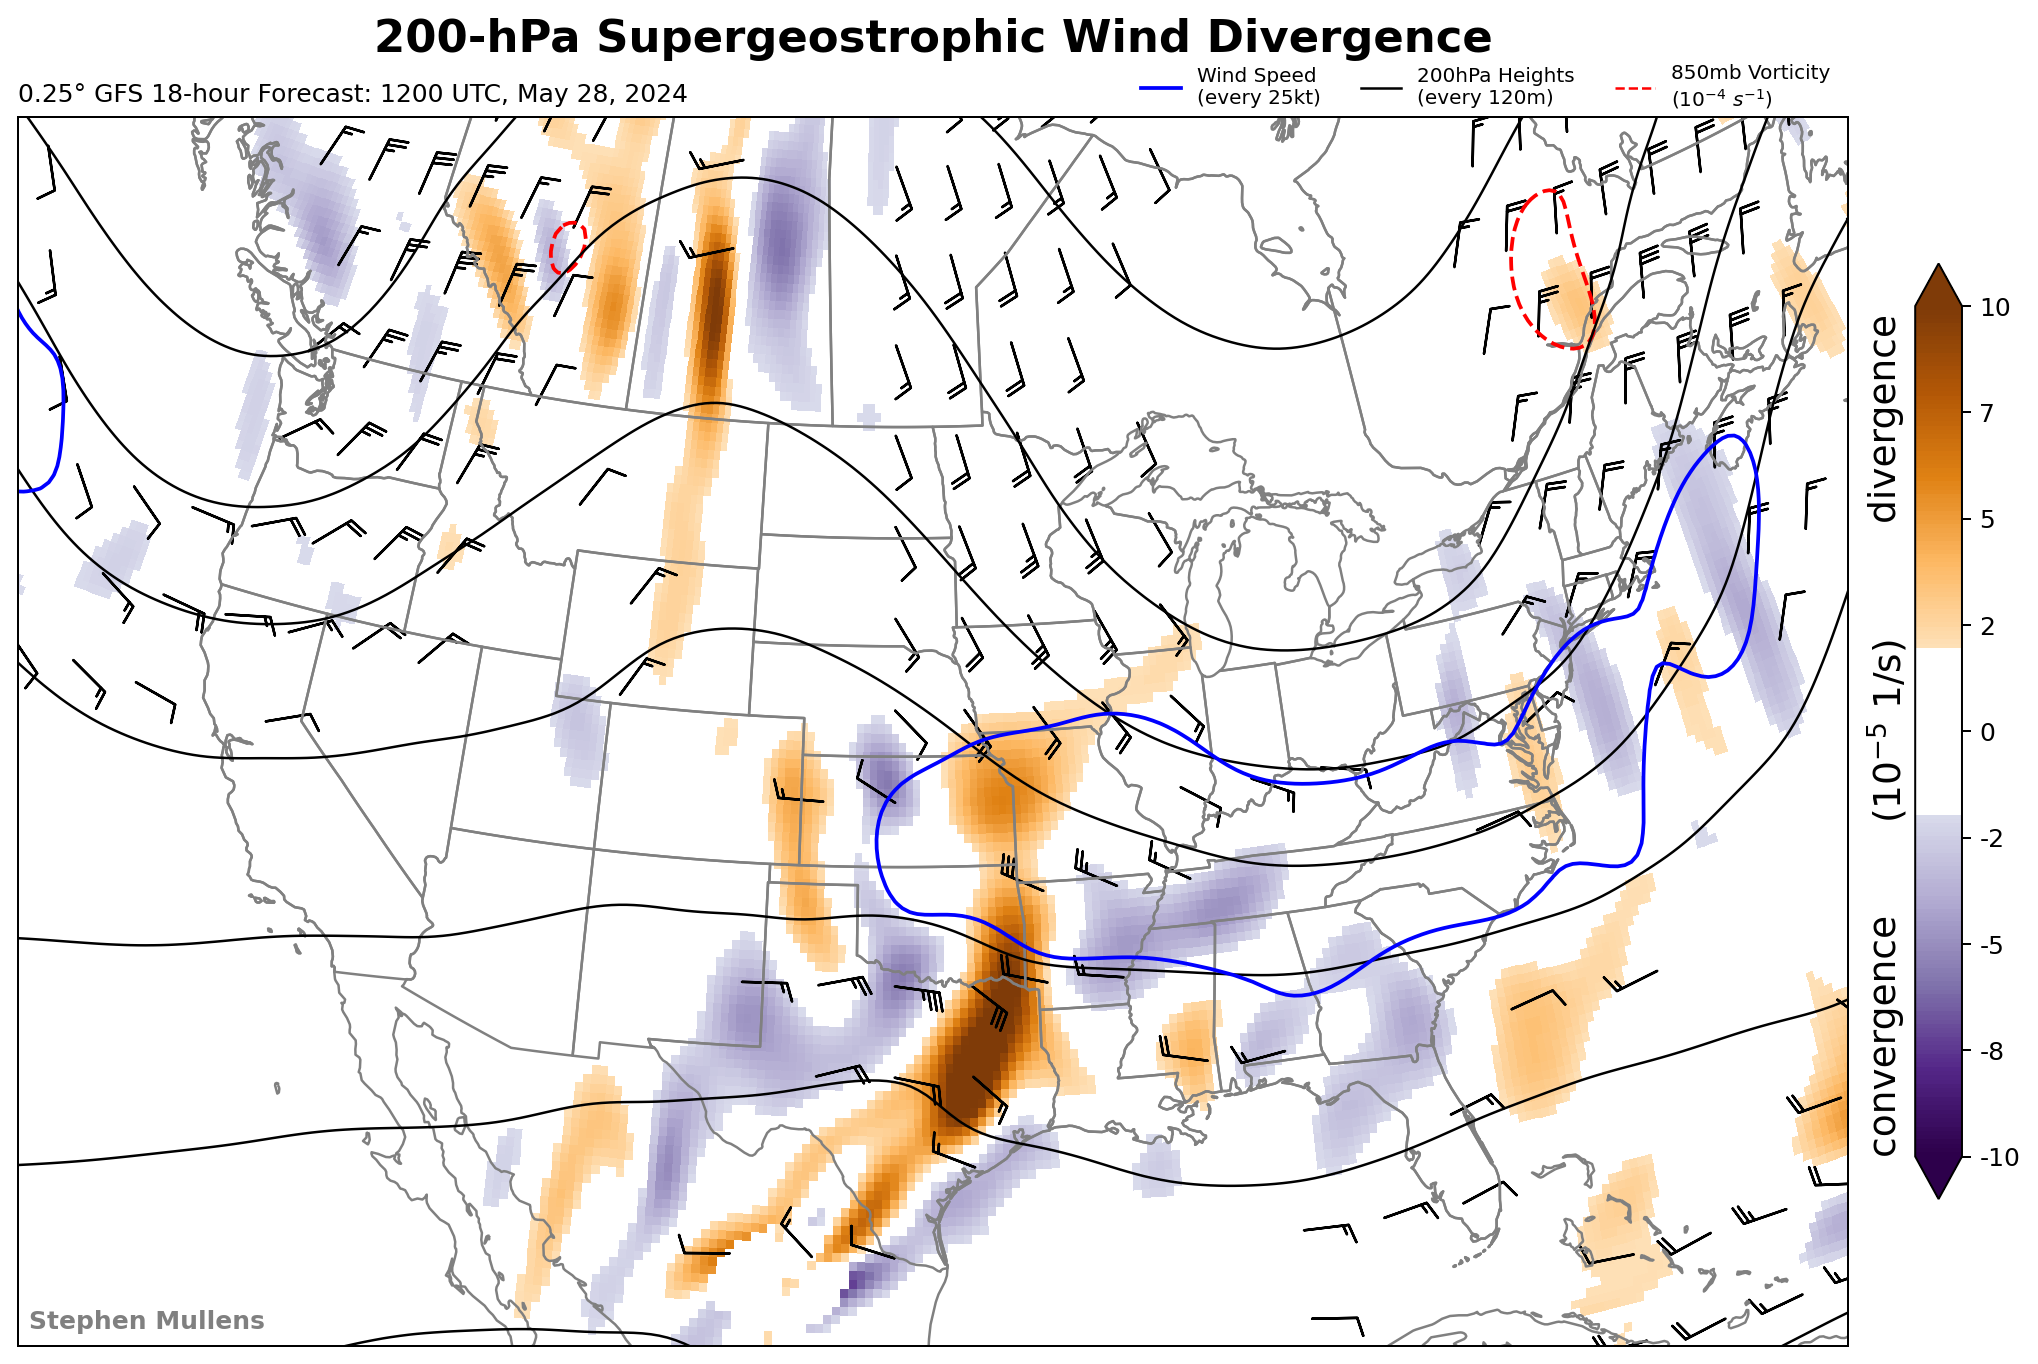 200-hPa Supergeostrophic Wind Divergence
0.25° GFS 18-hour Forecast: 1200 UTC, May 28, 2024
Wind Speed
(every 25kt)
200hPa Heights
(every 120m)
850mb Vorticity
(10⁻⁴ s⁻¹)
10
7
5
2
0
-2
-5
-8
-10
convergence (10⁻⁵ 1/s) divergence
Stephen Mullens